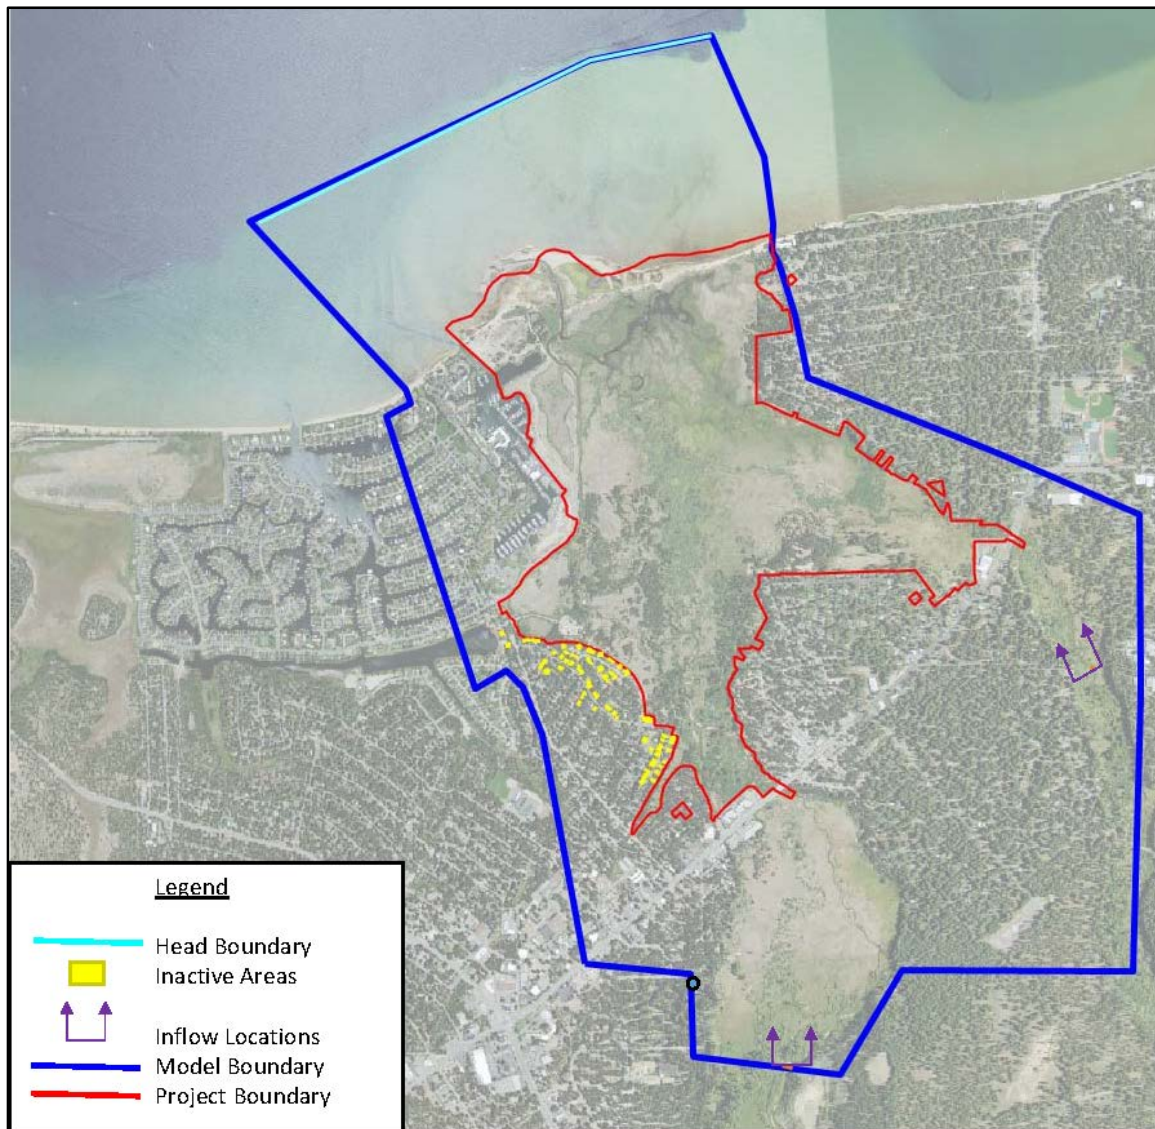 Legend
Head Boundary
Inactive Areas
Inflow Locations
Model Boundary
Project Boundary